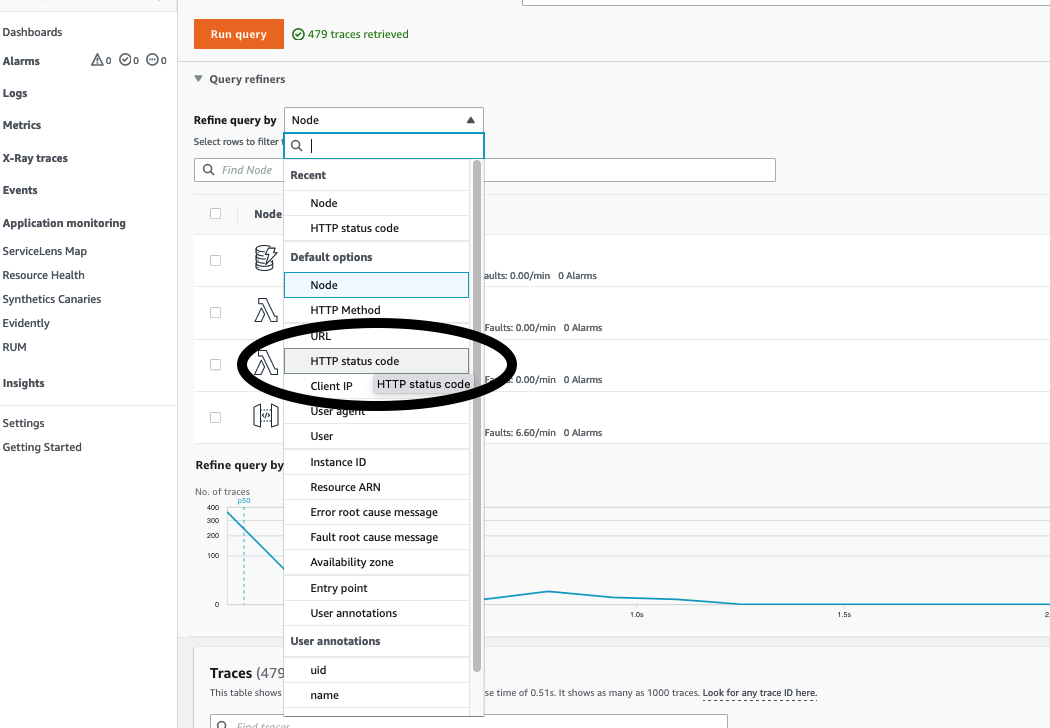 Dashboards
Alarms 0 0 0
Logs
Metrics
X-Ray traces
Events
Application monitoring
ServiceLens Map
Resource Health
Synthetics Canaries
Evidently
RUM
Insights
Settings
Getting Started
Run query 479 traces retrieved
Query refiners
Refine query by Node
Select rows to filter
Find Node
Recent
Node
HTTP status code
Default options
Node
HTTP Method
URL
HTTP status code
Client IP HTTP status code
User agent
User
Instance ID
Resource ARN
Error root cause message
Fault root cause message
Availability zone
Entry point
User annotations
User annotations
uid
name
Node
aults: 0.00/min 0 Alarms
Faults: 0.00/min 0 Alarms
Faults: 0.00/min 0 Alarms
Faults: 6.60/min 0 Alarms
Refine query by
No. of traces
p50
400
300
200
100
0
1.0s 1.5s 2.
Traces (479
This table shows se time of 0.51s. It shows as many as 1000 traces. Look for any trace ID here.
Find traces